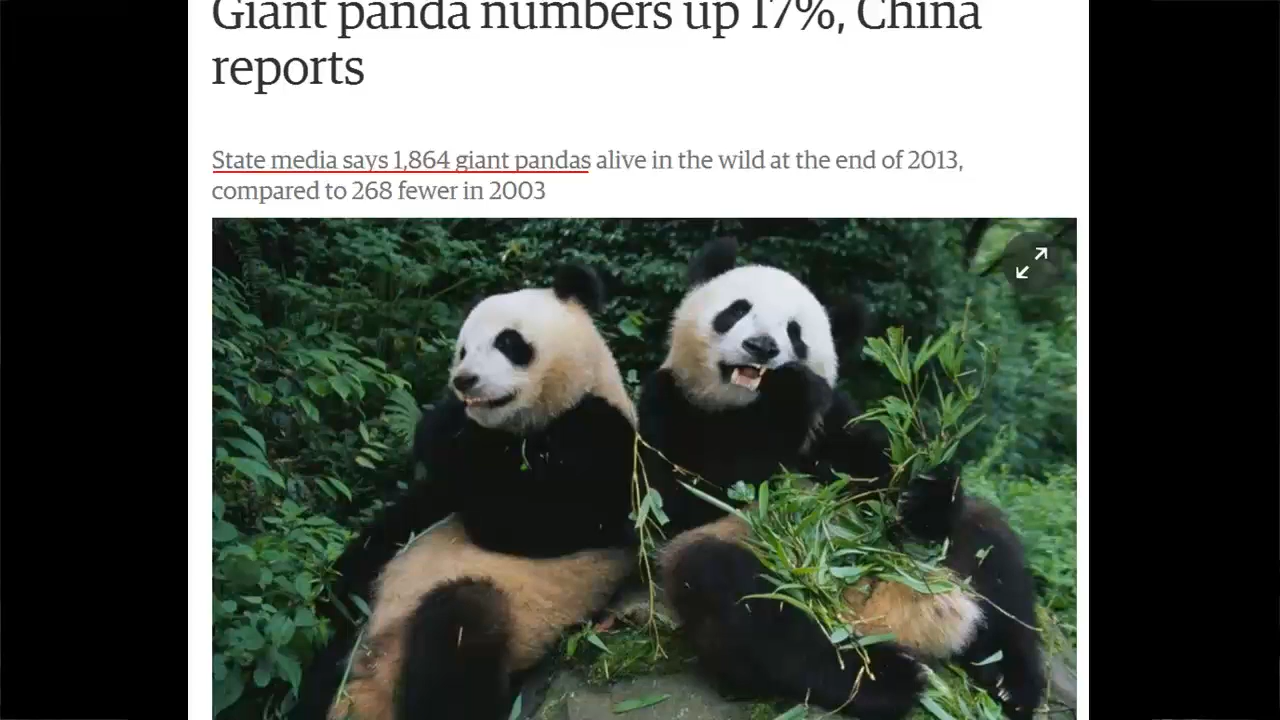 Giant panda numbers up 17%, China
reports
State media says 1,864 giant pandas alive in the wild at the end of 2013,
compared to 268 fewer in 2003